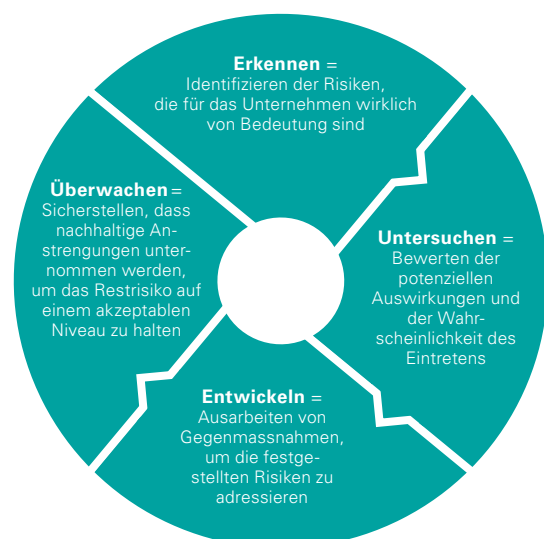 Erkennen =
Identifizieren der Risiken,
die für das Unternehmen wirklich
von Bedeutung sind
Untersuchen =
Bewerten der
potenziellen
Auswirkungen und
der Wahr-
scheinlichkeit des
Eintretens
Entwickeln =
Ausarbeiten von
Gegenmassnahmen,
um die festge-
stellten Risiken zu
adressieren
Überwachen =
Sicherstellen, dass
nachhaltige An-
strengungen unter-
nommen werden,
um das Restrisiko auf
einem akzeptablen
Niveau zu halten